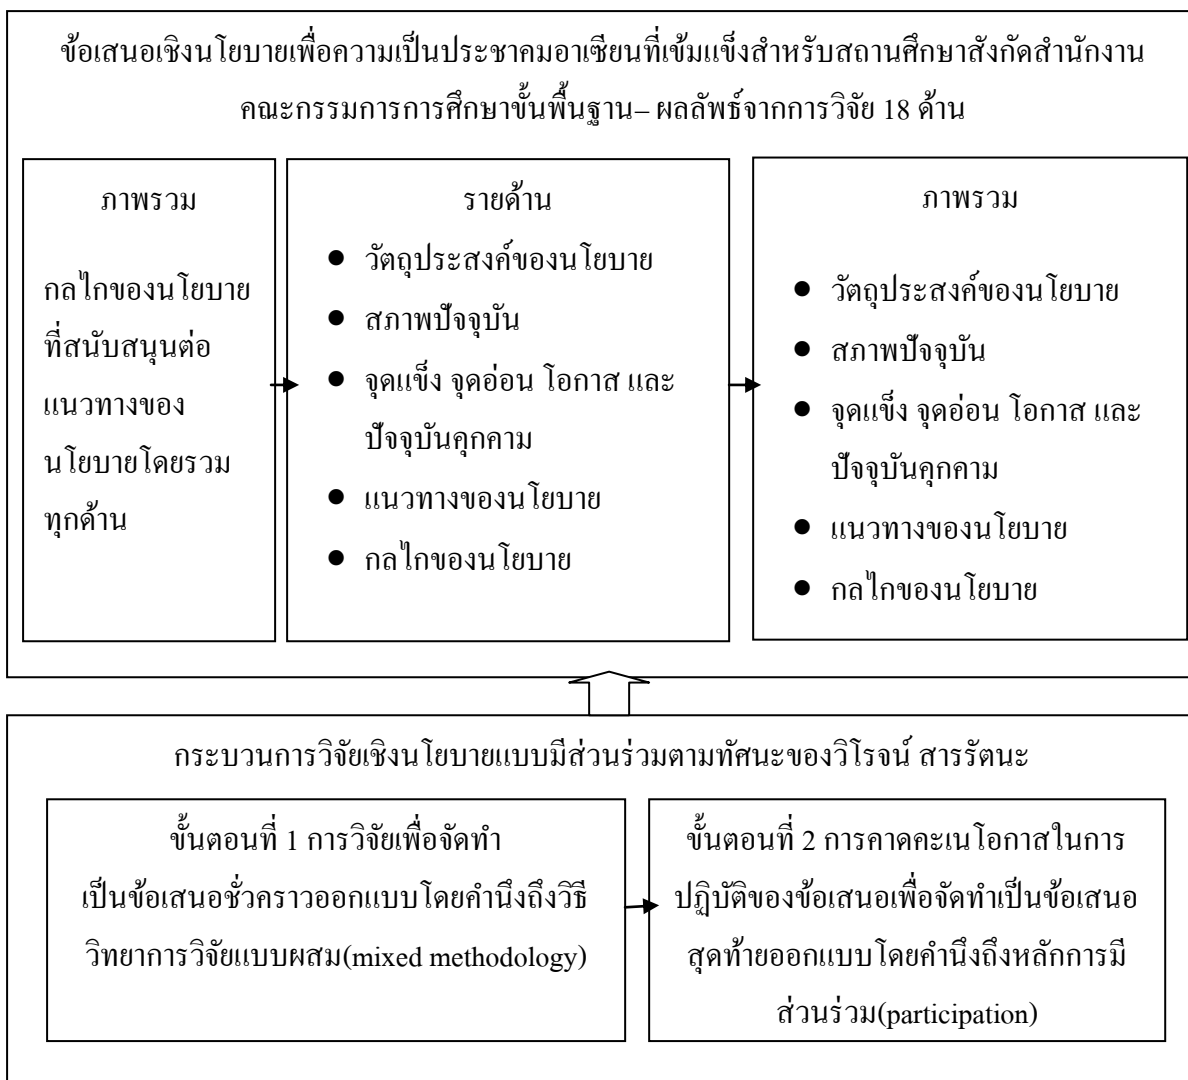 ข้อเสนอเชิงนโยบายเพื่อความเป็นประชาคมอาเซียนที่เข้มแข็งสำหรับสถานศึกษาสังกัดสำนักงาน
คณะกรรมการการศึกษาขั้นพื้นฐาน– ผลลัพธ์จากการวิจัย 18 ด้าน
ภาพรวม
กลไกของนโยบาย
ที่สนับสนุนต่อ
แนวทางของ
นโยบายโดยรวม
ทุกด้าน
รายด้าน
● วัตถุประสงค์ของนโยบาย
● สภาพปัจจุบัน
● จุดแข็ง จุดอ่อน โอกาส และ
ปัจจุบันคุกคาม
● แนวทางของนโยบาย
● กลไกของนโยบาย
ภาพรวม
● วัตถุประสงค์ของนโยบาย
● สภาพปัจจุบัน
● จุดแข็ง จุดอ่อน โอกาส และ
ปัจจุบันคุกคาม
● แนวทางของนโยบาย
● กลไกของนโยบาย
กระบวนการวิจัยเชิงนโยบายแบบมีส่วนร่วมตามทัศนะของวิโรจน์ สารรัตนะ
ขั้นตอนที่ 1 การวิจัยเพื่อจัดทำ
เป็นข้อเสนอชั่วคราวออกแบบโดยคำนึงถึงวิธี
วิทยาการวิจัยแบบผสม(mixed methodology)
ขั้นตอนที่ 2 การคาดคะเนโอกาสในการ
ปฏิบัติของข้อเสนอเพื่อจัดทำเป็นข้อเสนอ
สุดท้ายออกแบบโดยคำนึงถึงหลักการมี
ส่วนร่วม(participation)